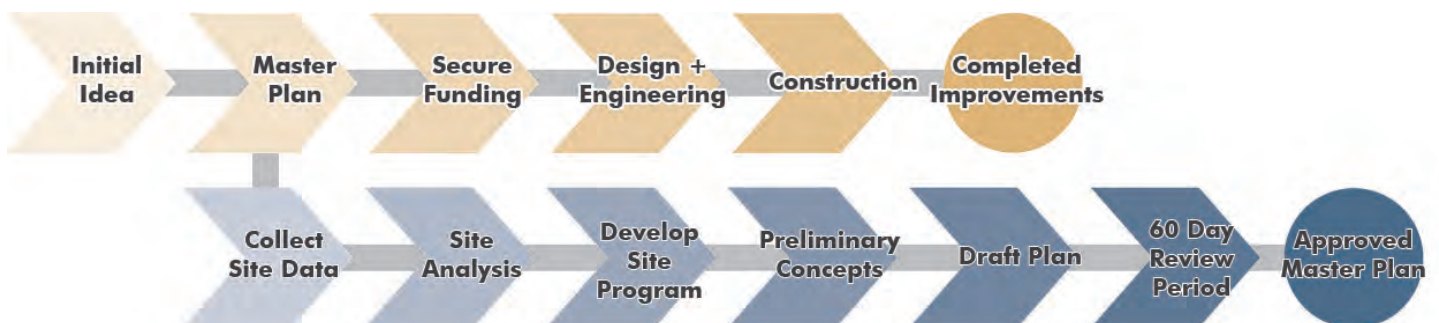 Initial
Idea
Master
Plan
Secure
Funding
Design +
Engineering
Construction
Completed
Improvements
Collect
Site Data
Site
Analysis
Develop
Site
Program
Preliminary
Concepts
Draft Plan
60 Day
Review
Period
Approved
Master Plan